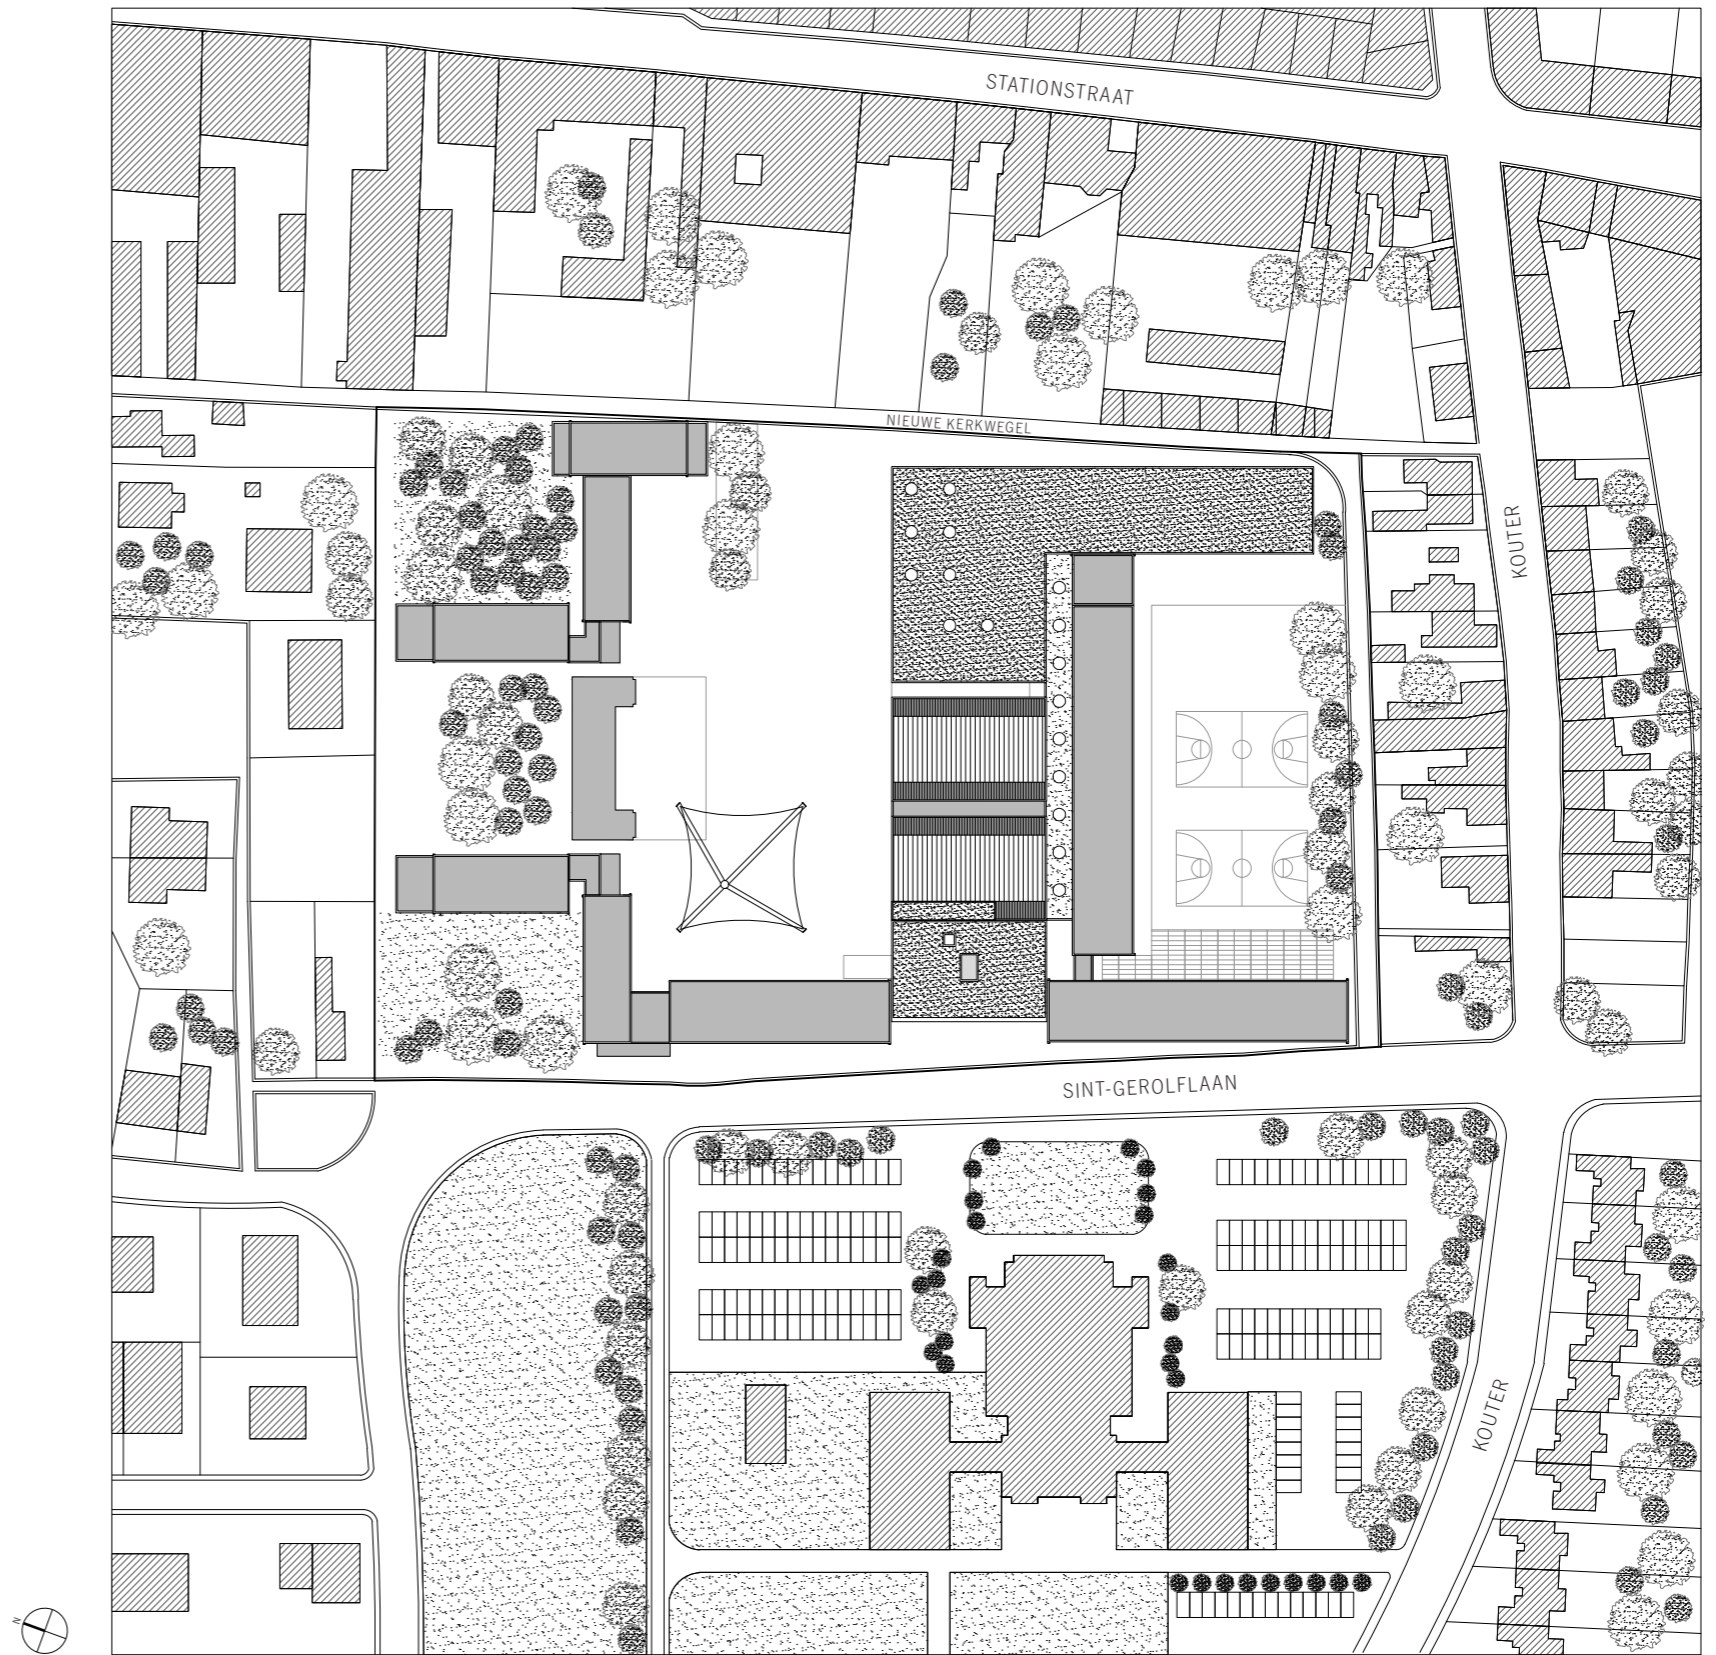 STATIONSTRAAT
NIEUWE KERKWEGEL
KOUTER
SINT-GEROLFLAAN
KOUTER
N